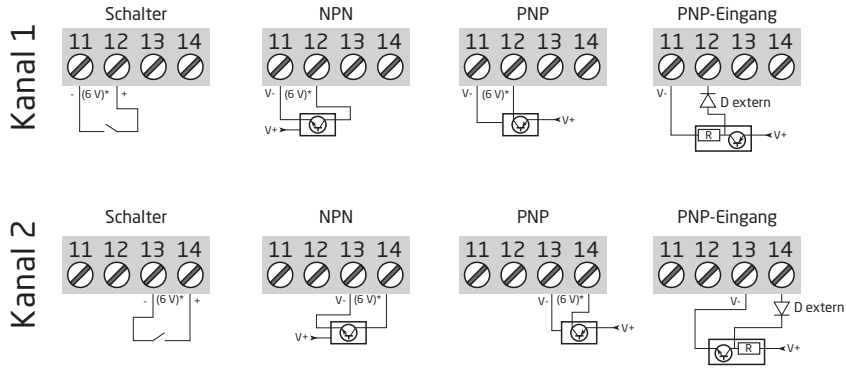 Kanal 1
Schalter NPN PNP PNP-Eingang
11 12 13 14 11 12 13 14 11 12 13 14 11 12 13 14
- (6 V)* + V- (6 V)* V- (6 V)* V-
D extern
V+ V+ R V+
Kanal 2
Schalter NPN PNP PNP-Eingang
11 12 13 14 11 12 13 14 11 12 13 14 11 12 13 14
- (6 V)* + V- (6 V)* V- (6 V)* V-
D extern
V+ V+ R V+